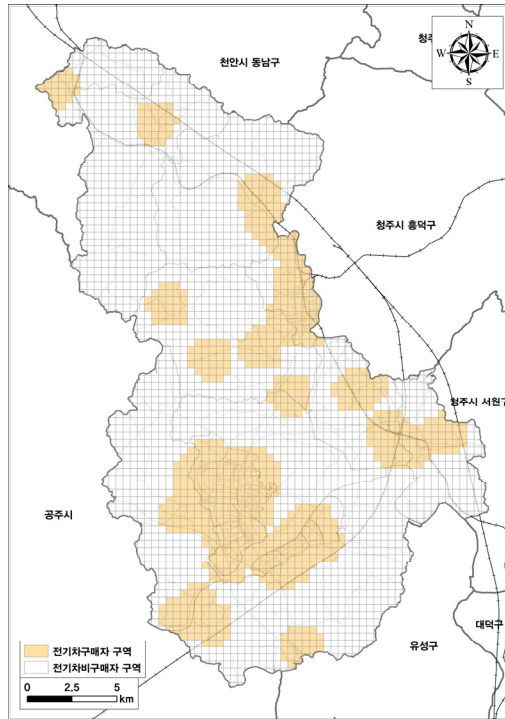 천안시 동남구
청주
N
W E
S
청주시 흥덕구
청주시 서원구
공주시
전기차구매자 구역
전기차비구매자 구역
0 2.5 5
km
유성구
대덕구